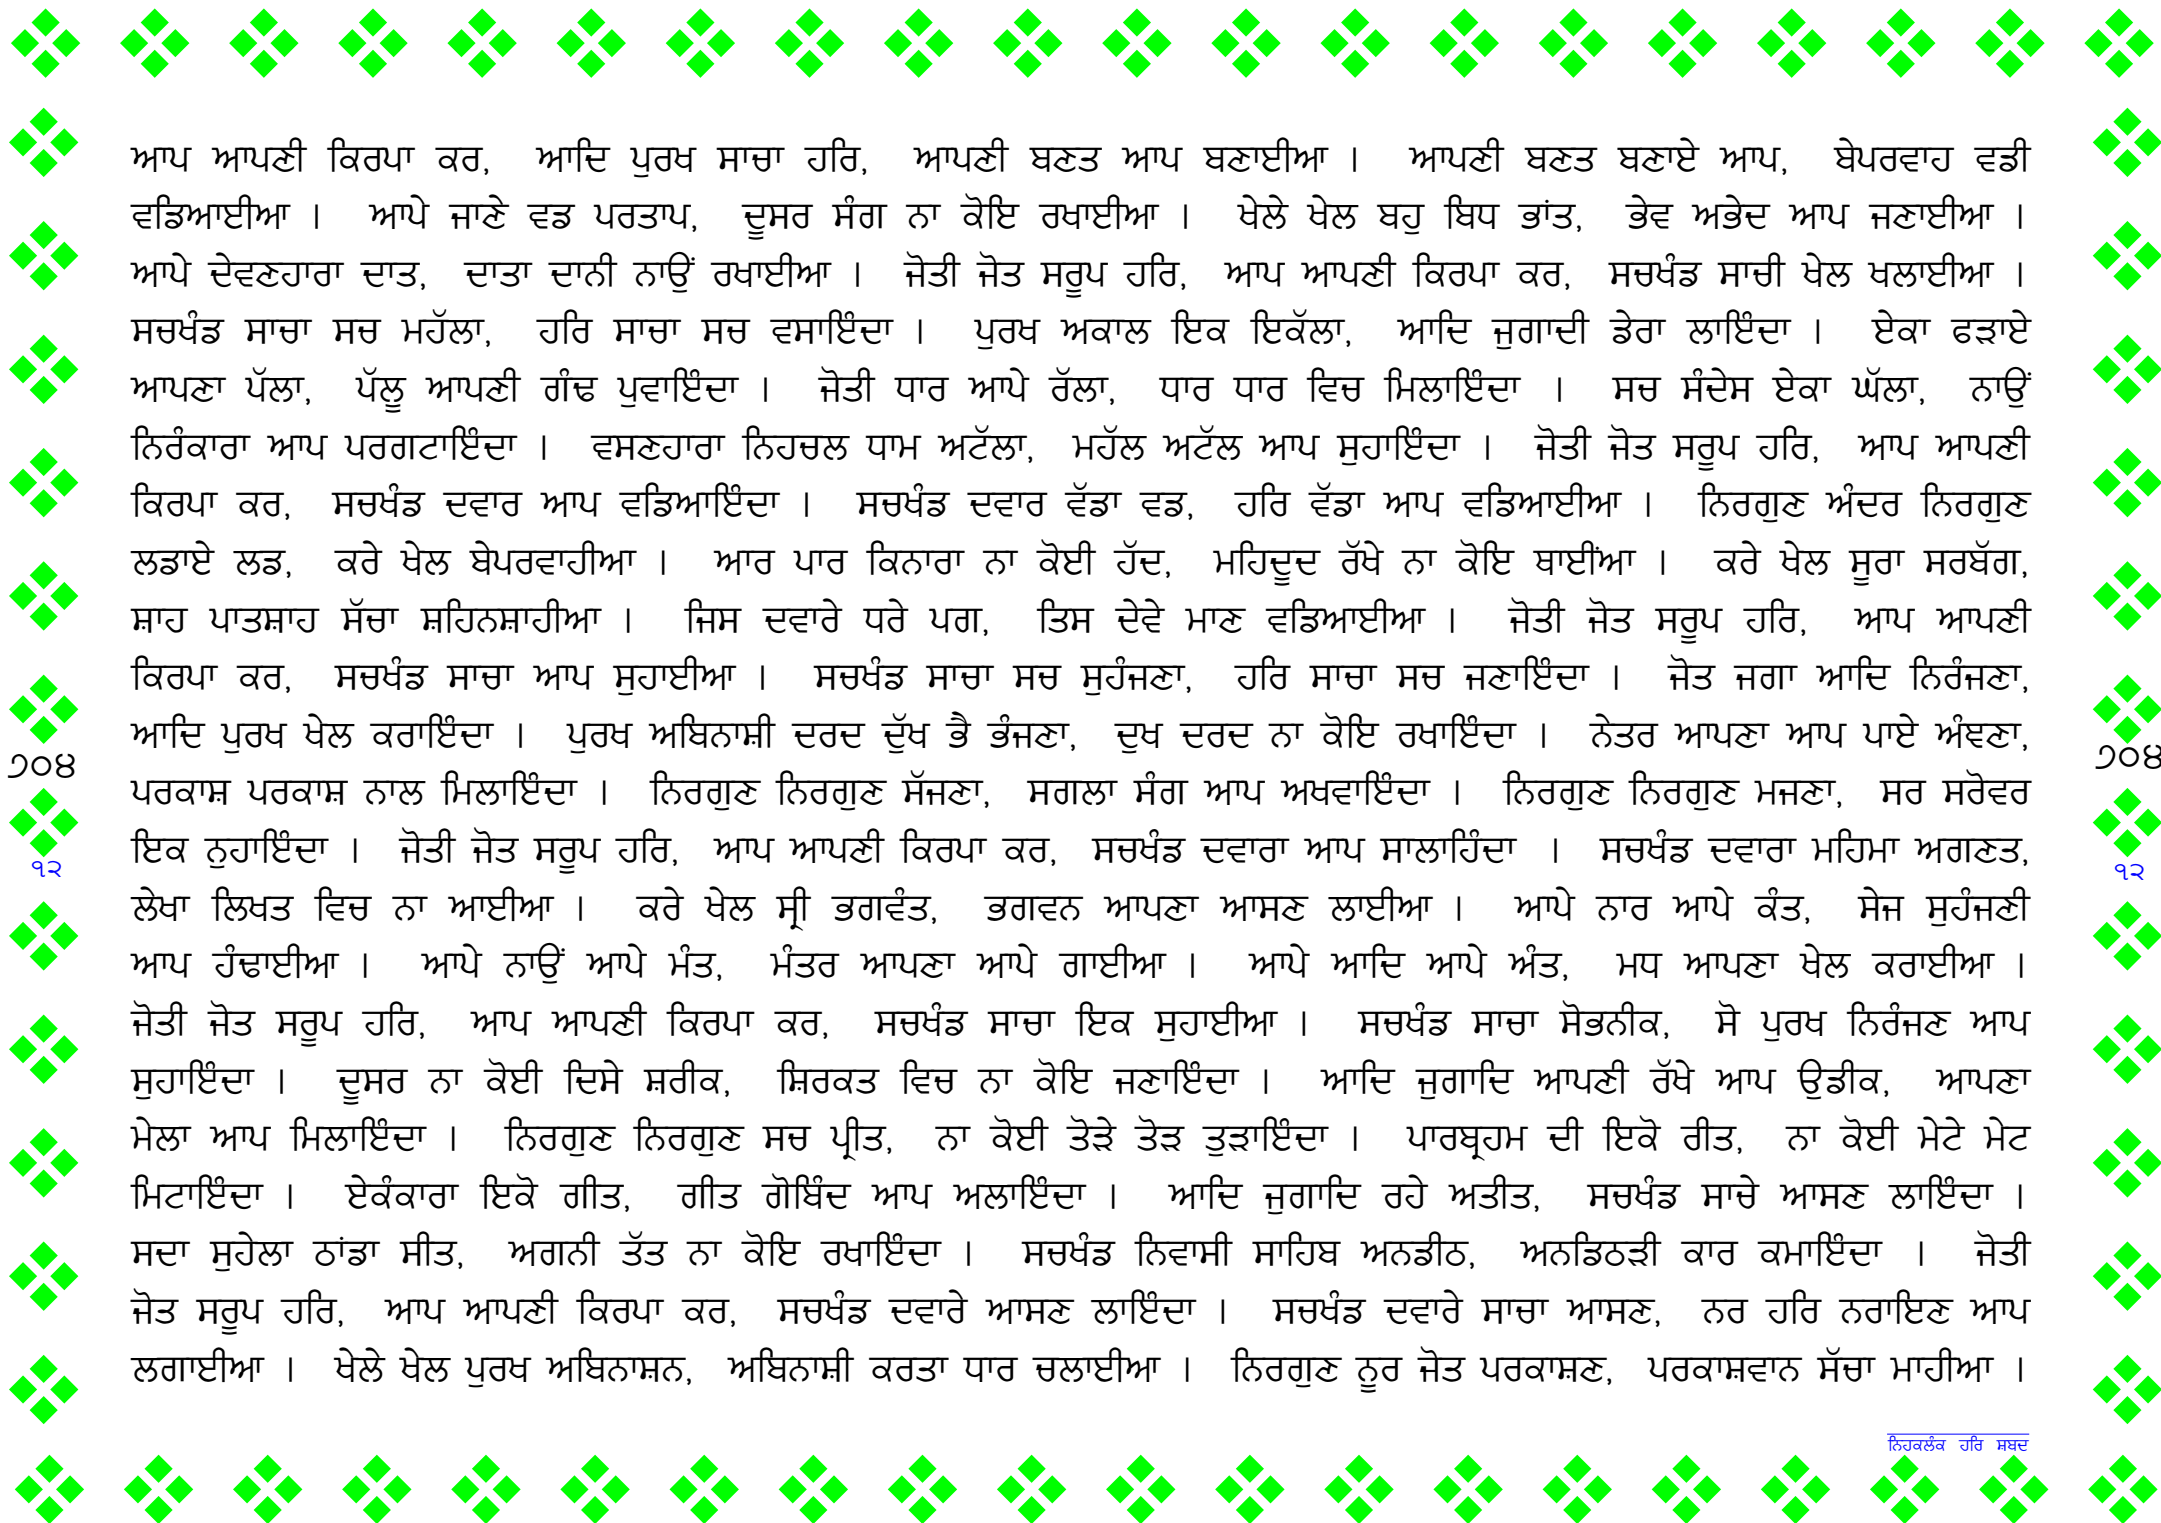 ਆਪ ਆਪਣੀ ਕਿਰਪਾ ਕਰ, ਆਦਿ ਪੁਰਖ ਸਾਚਾ ਹਰਿ, ਆਪਣੀ ਬਣਤ ਆਪ ਬਣਾਈਆ । ਆਪਣੀ ਬਣਤ ਬਣਾਏ ਆਪ, ਬੇਪਰਵਾਹ ਵਡੀ
ਵਡਿਆਈਆ । ਆਪੇ ਜਾਣੇ ਵਡ ਪਰਤਾਪ, ਦੂਸਰ ਸੰਗ ਨਾ ਕੋਇ ਰਖਾਈਆ । ਖੇਲੇ ਖੇਲ ਬਹੁ ਬਿਧ ਭਾਂਤ, ਭੇਵ ਅਭੇਦ ਆਪ ਜਣਾਈਆ ।
ਆਪੇ ਦੇਵਣਹਾਰਾ ਦਾਤ, ਦਾਤਾ ਦਾਨੀ ਨਾਉਂ ਰਖਾਈਆ । ਜੋਤੀ ਜੋਤ ਸਰੂਪ ਹਰਿ, ਆਪ ਆਪਣੀ ਕਿਰਪਾ ਕਰ, ਸਚਖੰਡ ਸਾਚੀ ਖੇਲ ਖਲਾਈਆ ।
ਸਚਖੰਡ ਸਾਚਾ ਸਚ ਮਹੱਲਾ, ਹਰਿ ਸਾਚਾ ਸਚ ਵਸਾਇੰਦਾ । ਪੁਰਖ ਅਕਾਲ ਇਕ ਇਕੱਲਾ, ਆਦਿ ਜੁਗਾਦੀ ਡੇਰਾ ਲਾਇੰਦਾ । ਏਕਾ ਫੜਾਏ
ਆਪਣਾ ਪੱਲਾ, ਪੱਲੂ ਆਪਣੀ ਗੰਢ ਪੁਵਾਇੰਦਾ । ਜੋਤੀ ਧਾਰ ਆਪੇ ਰੱਲਾ, ਧਾਰ ਧਾਰ ਵਿਚ ਮਿਲਾਇੰਦਾ । ਸਚ ਸੰਦੇਸ ਏਕਾ ਘੱਲਾ, ਨਾਉਂ
ਨਿਰੰਕਾਰਾ ਆਪ ਪਰਗਟਾਇੰਦਾ । ਵਸਣਹਾਰਾ ਨਿਹਚਲ ਧਾਮ ਅਟੱਲਾ, ਮਹੱਲ ਅਟੱਲ ਆਪ ਸੁਹਾਇੰਦਾ । ਜੋਤੀ ਜੋਤ ਸਰੂਪ ਹਰਿ, ਆਪ ਆਪਣੀ
ਕਿਰਪਾ ਕਰ, ਸਚਖੰਡ ਦਵਾਰ ਆਪ ਵਡਿਆਇੰਦਾ । ਸਚਖੰਡ ਦਵਾਰ ਵੱਡਾ ਵਡ, ਹਰਿ ਵੱਡਾ ਆਪ ਵਡਿਆਈਆ । ਨਿਰਗੁਣ ਅੰਦਰ ਨਿਰਗੁਣ
ਲਡਾਏ ਲਡ, ਕਰੇ ਖੇਲ ਬੇਪਰਵਾਹੀਆ । ਆਰ ਪਾਰ ਕਿਨਾਰਾ ਨਾ ਕੋਈ ਹੱਦ, ਮਹਿਦੂਦ ਰੱਖੇ ਨਾ ਕੋਇ ਥਾਈਂਆ । ਕਰੇ ਖੇਲ ਸੂਰਾ ਸਰਬੱਗ,
ਸ਼ਾਹ ਪਾਤਸ਼ਾਹ ਸੱਚਾ ਸ਼ਹਿਨਸ਼ਾਹੀਆ । ਜਿਸ ਦਵਾਰੇ ਧਰੇ ਪਗ, ਤਿਸ ਦੇਵੇ ਮਾਣ ਵਡਿਆਈਆ । ਜੋਤੀ ਜੋਤ ਸਰੂਪ ਹਰਿ, ਆਪ ਆਪਣੀ
ਕਿਰਪਾ ਕਰ, ਸਚਖੰਡ ਸਾਚਾ ਆਪ ਸੁਹਾਈਆ । ਸਚਖੰਡ ਸਾਚਾ ਸਚ ਸੁਹੰਜਣਾ, ਹਰਿ ਸਾਚਾ ਸਚ ਜਣਾਇੰਦਾ । ਜੋਤ ਜਗਾ ਆਦਿ ਨਿਰੰਜਣਾ,
ਆਦਿ ਪੁਰਖ ਖੇਲ ਕਰਾਇੰਦਾ । ਪੁਰਖ ਅਬਿਨਾਸ਼ੀ ਦਰਦ ਦੁੱਖ ਭੈ ਭੰਜਣਾ, ਦੁਖ ਦਰਦ ਨਾ ਕੋਇ ਰਖਾਇੰਦਾ । ਨੇਤਰ ਆਪਣਾ ਆਪ ਪਾਏ ਅੰਞਣਾ,
੭੦੪ ੭੦੪
ਪਰਕਾਸ਼ ਪਰਕਾਸ਼ ਨਾਲ ਮਿਲਾਇੰਦਾ । ਨਿਰਗੁਣ ਨਿਰਗੁਣ ਸੱਜਣਾ, ਸਗਲਾ ਸੰਗ ਆਪ ਅਖਵਾਇੰਦਾ । ਨਿਰਗੁਣ ਨਿਰਗੁਣ ਮਜਣਾ, ਸਰ ਸਰੋਵਰ
ਇਕ ਨੁਹਾਇੰਦਾ । ਜੋਤੀ ਜੋਤ ਸਰੂਪ ਹਰਿ, ਆਪ ਆਪਣੀ ਕਿਰਪਾ ਕਰ, ਸਚਖੰਡ ਦਵਾਰਾ ਆਪ ਸਾਲਾਹਿੰਦਾ । ਸਚਖੰਡ ਦਵਾਰਾ ਮਹਿਮਾ ਅਗਣਤ,
੧੨ ੧੨
ਲੇਖਾ ਲਿਖਤ ਵਿਚ ਨਾ ਆਈਆ । ਕਰੇ ਖੇਲ ਸ੍ਰੀ ਭਗਵੰਤ, ਭਗਵਨ ਆਪਣਾ ਆਸਣ ਲਾਈਆ । ਆਪੇ ਨਾਰ ਆਪੇ ਕੰਤ, ਸੇਜ ਸੁਹੰਜਣੀ
ਆਪ ਹੰਢਾਈਆ । ਆਪੇ ਨਾਉਂ ਆਪੇ ਮੰਤ, ਮੰਤਰ ਆਪਣਾ ਆਪੇ ਗਾਈਆ । ਆਪੇ ਆਦਿ ਆਪੇ ਅੰਤ, ਮਧ ਆਪਣਾ ਖੇਲ ਕਰਾਈਆ ।
ਜੋਤੀ ਜੋਤ ਸਰੂਪ ਹਰਿ, ਆਪ ਆਪਣੀ ਕਿਰਪਾ ਕਰ, ਸਚਖੰਡ ਸਾਚਾ ਇਕ ਸੁਹਾਈਆ । ਸਚਖੰਡ ਸਾਚਾ ਸੋਭਨੀਕ, ਸੋ ਪੁਰਖ ਨਿਰੰਜਣ ਆਪ
ਸੁਹਾਇੰਦਾ । ਦੂਸਰ ਨਾ ਕੋਈ ਦਿਸੇ ਸ਼ਰੀਕ, ਸ਼ਿਰਕਤ ਵਿਚ ਨਾ ਕੋਇ ਜਣਾਇੰਦਾ । ਆਦਿ ਜੁਗਾਦਿ ਆਪਣੀ ਰੱਖੇ ਆਪ ਉਡੀਕ, ਆਪਣਾ
ਮੇਲਾ ਆਪ ਮਿਲਾਇੰਦਾ । ਨਿਰਗੁਣ ਨਿਰਗੁਣ ਸਚ ਪ੍ਰੀਤ, ਨਾ ਕੋਈ ਤੋੜੇ ਤੋੜ ਤੁੜਾਇੰਦਾ । ਪਾਰਬ੍ਰਹਮ ਦੀ ਇਕੋ ਰੀਤ, ਨਾ ਕੋਈ ਮੇਟੇ ਮੇਟ
ਮਿਟਾਇੰਦਾ । ਏਕੰਕਾਰਾ ਇਕੋ ਗੀਤ, ਗੀਤ ਗੋਬਿੰਦ ਆਪ ਅਲਾਇੰਦਾ । ਆਦਿ ਜੁਗਾਦਿ ਰਹੇ ਅਤੀਤ, ਸਚਖੰਡ ਸਾਚੇ ਆਸਣ ਲਾਇੰਦਾ ।
ਸਦਾ ਸੁਹੇਲਾ ਠਾਂਡਾ ਸੀਤ, ਅਗਨੀ ਤੱਤ ਨਾ ਕੋਇ ਰਖਾਇੰਦਾ । ਸਚਖੰਡ ਨਿਵਾਸੀ ਸਾਹਿਬ ਅਨਡੀਠ, ਅਨਡਿਠੜੀ ਕਾਰ ਕਮਾਇੰਦਾ । ਜੋਤੀ
ਜੋਤ ਸਰੂਪ ਹਰਿ, ਆਪ ਆਪਣੀ ਕਿਰਪਾ ਕਰ, ਸਚਖੰਡ ਦਵਾਰੇ ਆਸਣ ਲਾਇੰਦਾ । ਸਚਖੰਡ ਦਵਾਰੇ ਸਾਚਾ ਆਸਣ, ਨਰ ਹਰਿ ਨਰਾਇਣ ਆਪ
ਲਗਾਈਆ । ਖੇਲੇ ਖੇਲ ਪੁਰਖ ਅਬਿਨਾਸ਼ਨ, ਅਬਿਨਾਸ਼ੀ ਕਰਤਾ ਧਾਰ ਚਲਾਈਆ । ਨਿਰਗੁਣ ਨੂਰ ਜੋਤ ਪਰਕਾਸ਼ਣ, ਪਰਕਾਸ਼ਵਾਨ ਸੱਚਾ ਮਾਹੀਆ ।
ਨਿਹਕਲੰਕ ਹਰਿ ਸ਼ਬਦ